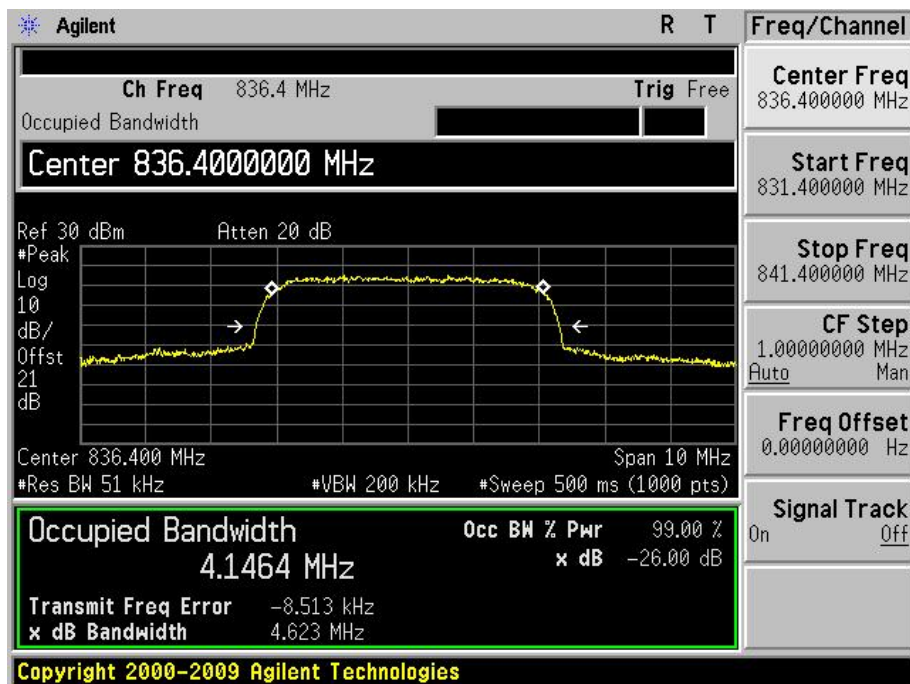 Agilent R T
Freq/Channel
Ch Freq 836.4 MHz Trig Free
Occupied Bandwidth
Center 836.4000000 MHz
Ref 30 dBm Atten 20 dB
#Peak
Log
10
dB/
Offst
21
dB
Center 836.400 MHz Span 10 MHz
#Res BW 51 kHz #VBW 200 kHz #Sweep 500 ms (1000 pts)
Occupied Bandwidth Occ BW % Pwr 99.00 %
4.1464 MHz x dB -26.00 dB
Transmit Freq Error -8.513 kHz
x dB Bandwidth 4.623 MHz
Copyright 2000-2009 Agilent Technologies
Center Freq
836.400000 MHz
Start Freq
831.400000 MHz
Stop Freq
841.400000 MHz
CF Step
1.00000000 MHz
Auto Man
Freq Offset
0.00000000 Hz
Signal Track
On Off